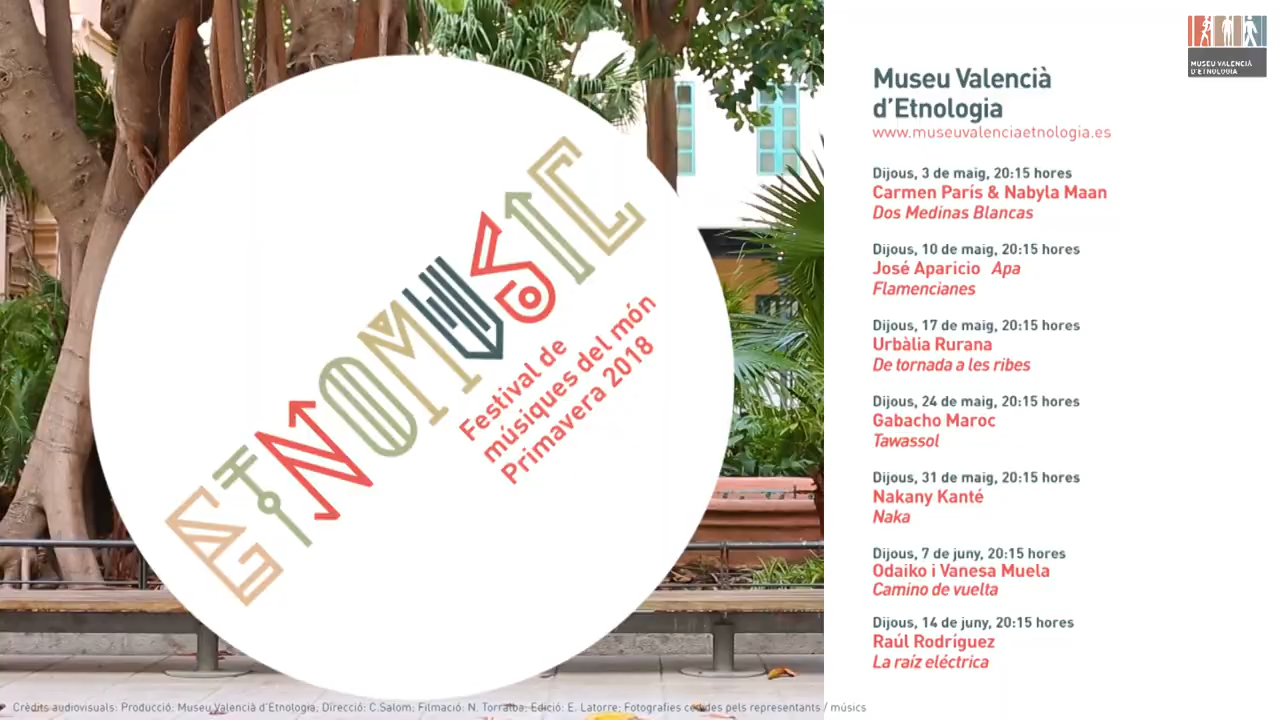 ETNOMUSIC
Festival de
músiques del món
Primavera 2018
MUSEU VALENCIÀ
D'ETNOLOGIA
Museu Valencià
d'Etnologia
www.museuvalenciaetnologia.es
Dijous, 3 de maig, 20:15 hores
Carmen París & Nabyla Maan
Dos Medinas Blancas
Dijous, 10 de maig, 20:15 hores
José Aparicio Apa
Flamencianes
Dijous, 17 de maig, 20:15 hores
Urbàlia Rurana
De tornada a les ribes
Dijous, 24 de maig, 20:15 hores
Gabacho Maroc
Tawassol
Dijous, 31 de maig, 20:15 hores
Nakany Kanté
Naka
Dijous, 7 de juny, 20:15 hores
Odaiko i Vanesa Muela
Camino de vuelta
Dijous, 14 de juny, 20:15 hores
Raúl Rodríguez
La raíz eléctrica
Crèdits audiovisuals: Producció: Museu Valencià d'Etnologia; Direcció: C.Salom; Filmació: N. Torralba; Edició: E. Latorre; Fotografies cedides pels representants / músics